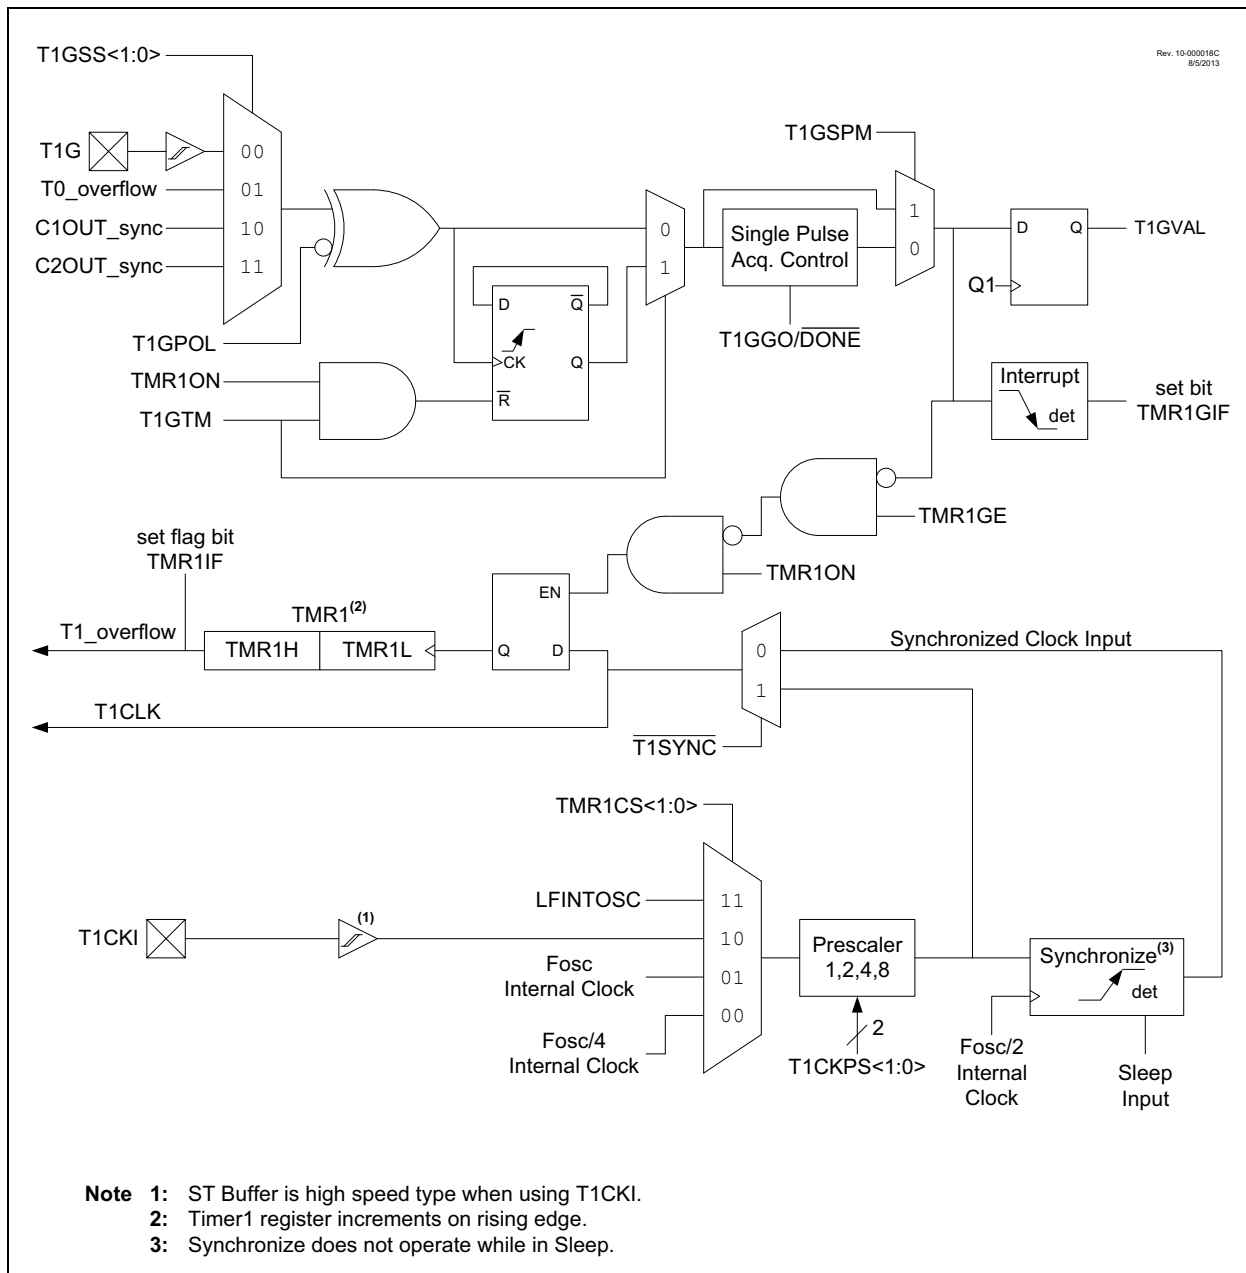 Rev. 10-000018C
8/5/2013
T1GSS<1:0>
T1G
T0_overflow
C1OUT_sync
C2OUT_sync
00
01
10
11
T1GPOL
TMR1ON
T1GTM
D
Q
CK
Q
R
0
1
T1GSPM
Single Pulse
Acq. Control
T1GGO/DONE
1
0
D
Q
Q1
T1GVAL
Interrupt
det
set bit
TMR1GIF
TMR1GE
TMR1ON
set flag bit
TMR1IF
T1_overflow
TMR1(2)
TMR1H
TMR1L
EN
Q
D
T1CLK
0
1
Synchronized Clock Input
T1SYNC
TMR1CS<1:0>
LFINTOSC
T1CKI
(1)
Fosc
Internal Clock
Fosc/4
Internal Clock
11
10
01
00
Prescaler
1,2,4,8
2
T1CKPS<1:0>
Synchronize(3)
det
Fosc/2
Internal
Clock
Sleep
Input
Note 1: ST Buffer is high speed type when using T1CKI.
2: Timer1 register increments on rising edge.
3: Synchronize does not operate while in Sleep.